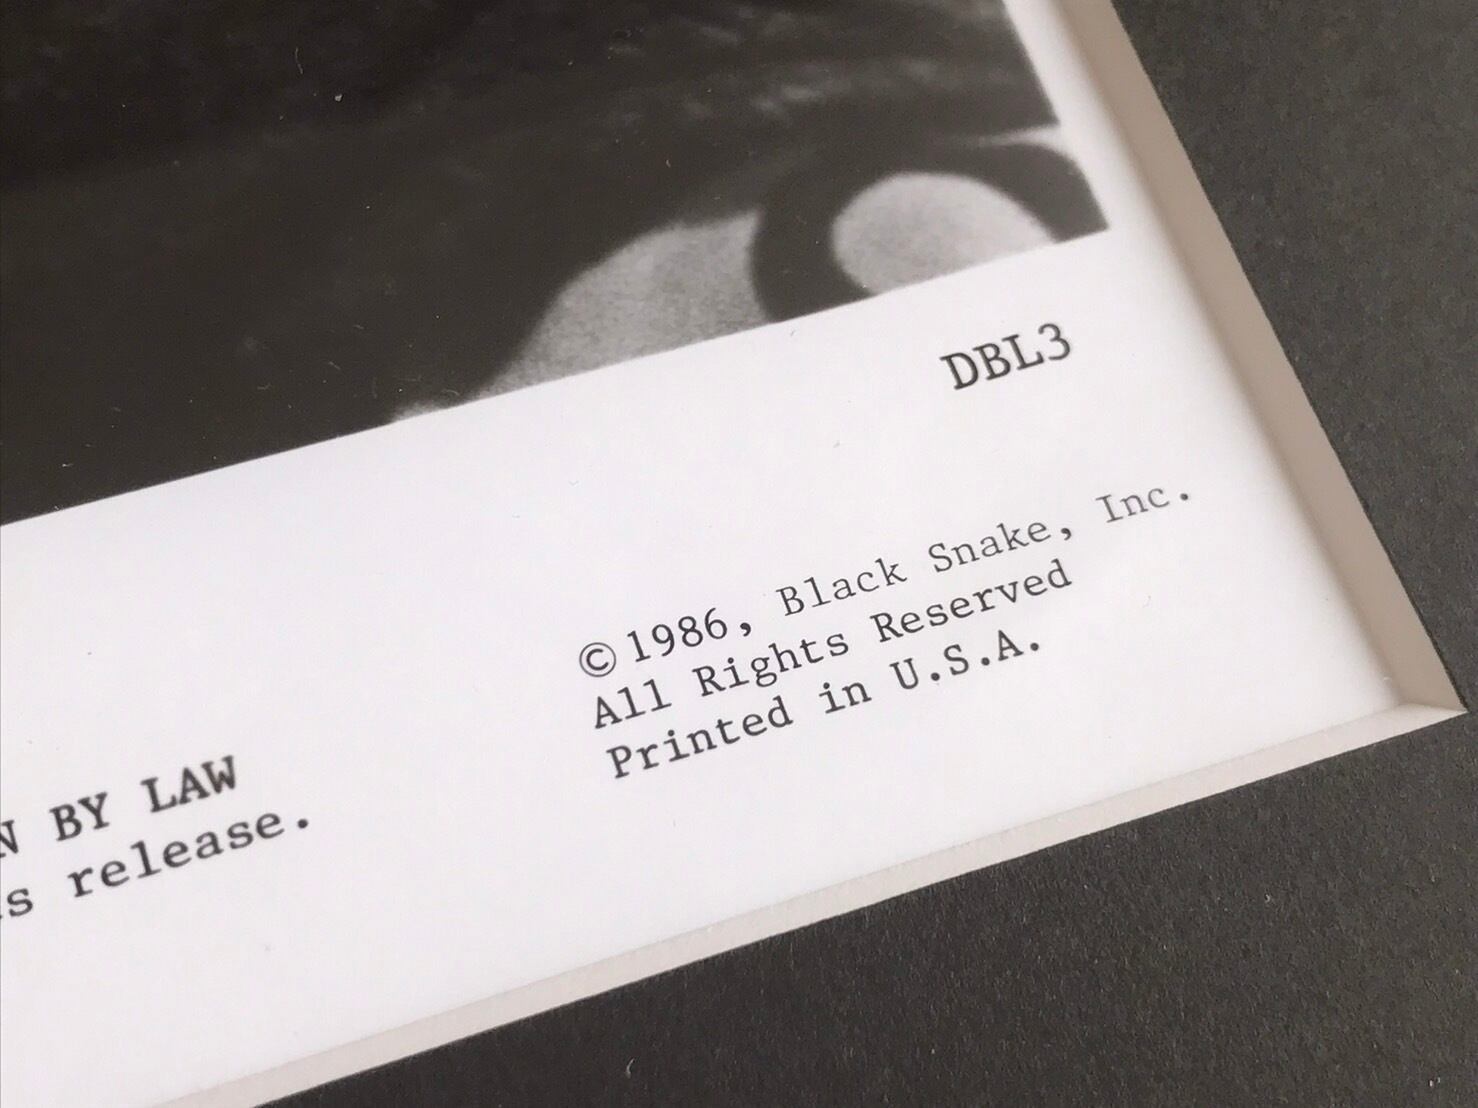 DBL3
©1986, Black Snake, Inc.
All Rights Reserved
Printed in U.S.A.
BY LAW
release.